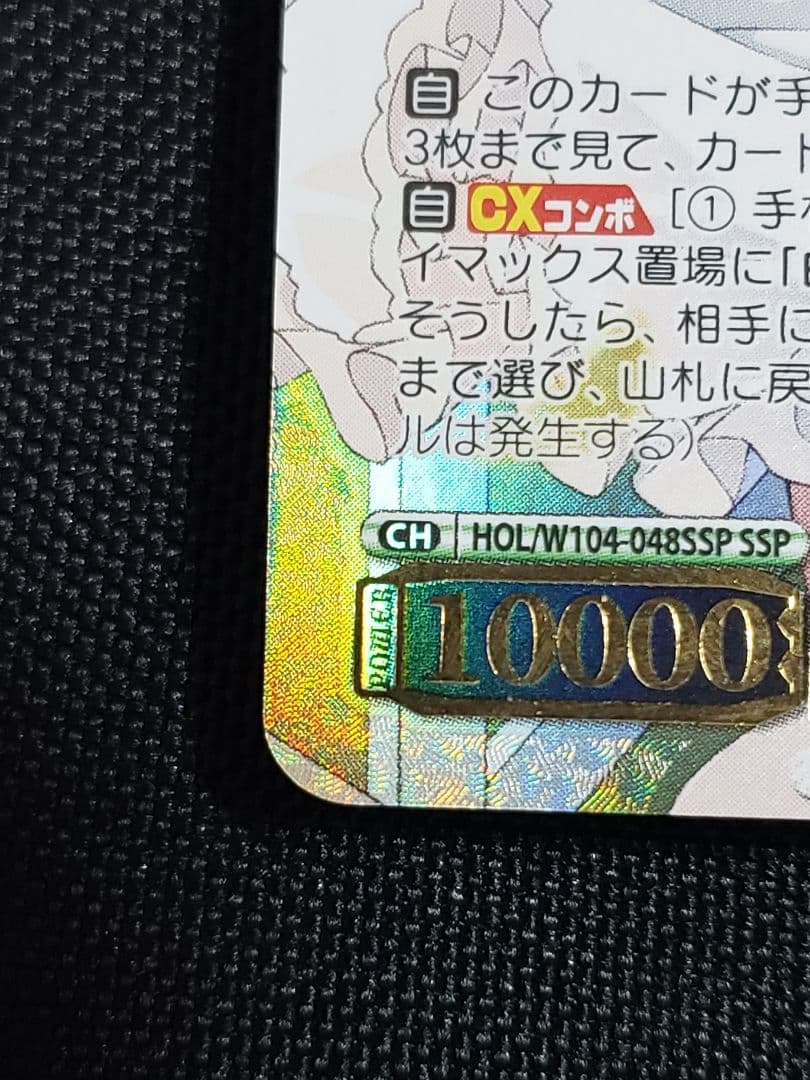 自 このカードが手
3枚まで見て、カード
自 CXコンボ [① 手
イマックス置場に「
そうしたら、相手に
まで選び、山札に戻
ルは発生する)
CH HOL/W104-048SSP SSP
POWER 10000